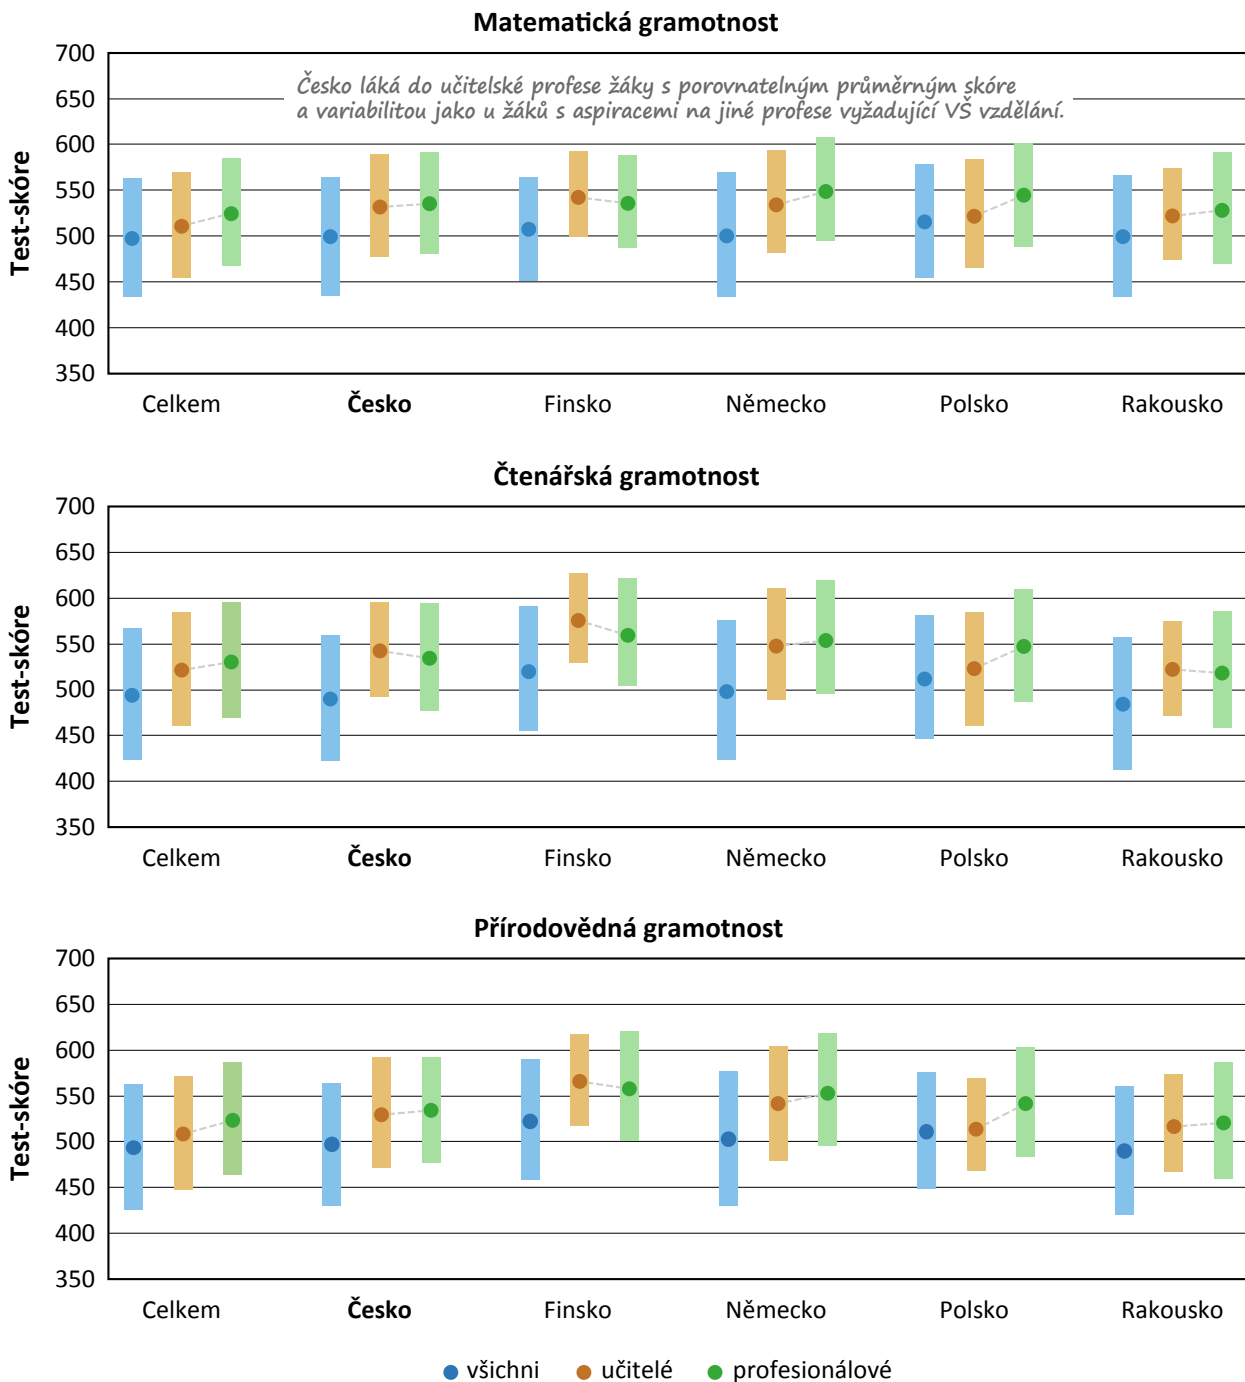 Matematická gramotnost
Česko láká do učitelské profese žáky s porovnatelným průměrným skóre
a variabilitou jako u žáků s aspiracemi na jiné profese vyžadující VŠ vzdělání.
Test-skóre
700
650
600
550
500
450
400
350
Celkem Česko Finsko Německo Polsko Rakousko
Čtenářská gramotnost
Test-skóre
700
650
600
550
500
450
400
350
Celkem Česko Finsko Německo Polsko Rakousko
Přírodovědná gramotnost
Test-skóre
700
650
600
550
500
450
400
350
Celkem Česko Finsko Německo Polsko Rakousko
všichni učitelé profesionálové